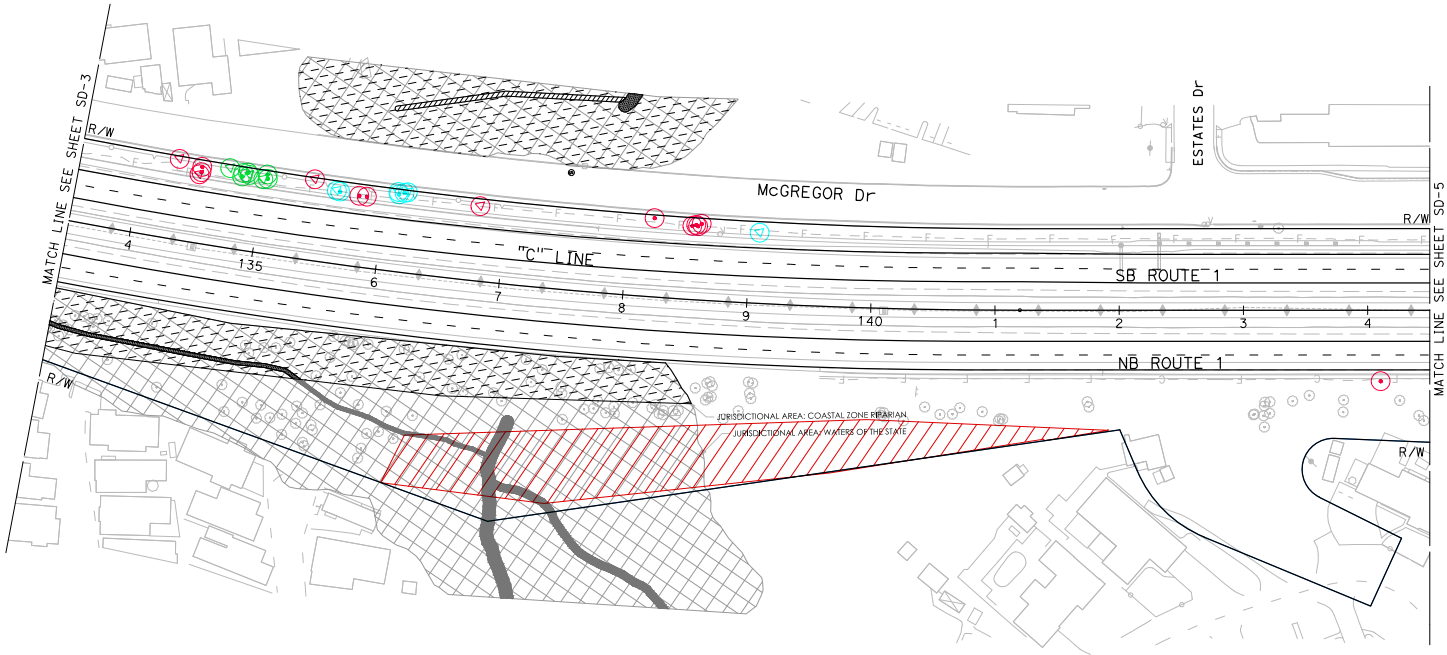 MATCH LINE SEE SHEET SD-3
R/W
ESTATES Dr
McGREGOR Dr
R/W
MATCH LINE SEE SHEET SD-5
"C" LINE
SB ROUTE 1
4
135
6
7
8
9
140
1
2
3
4
NB ROUTE 1
R/W
JURISDICTIONAL AREA: COASTAL ZONE RIPARIAN
JURISDICTIONAL AREA: WATERS OF THE STATE
R/W